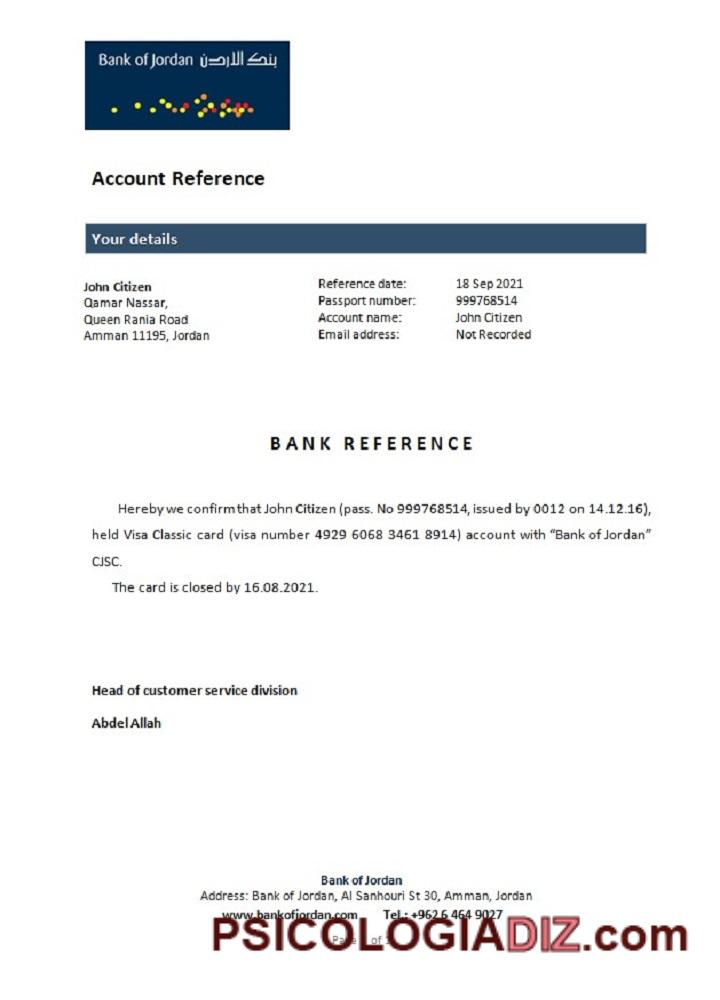 Bank of Jordan بنك الأردن
Account Reference
Your details
John Citizen
Qamar Nassar,
Queen Rania Road
Amman 11195, Jordan
Reference date: 18 Sep 2021
Passport number: 999768514
Account name: John Citizen
Email address: Not Recorded
BANK REFERENCE
Hereby we confirm that John Citizen (pass. No 999768514, issued by 0012 on 14.12.16),
held Visa Classic card (visa number 4929 6068 3461 8914) account with “Bank of Jordan”
CJSC.
The card is closed by 16.08.2021.
Head of customer service division
Abdel Allah
Bank of Jordan
Address: Bank of Jordan, Al Sanhouri St 30, Amman, Jordan
www.bankofjordan.com Tel.: +962 6 464 9027
Page of
PSICOLOGIADIZ.com